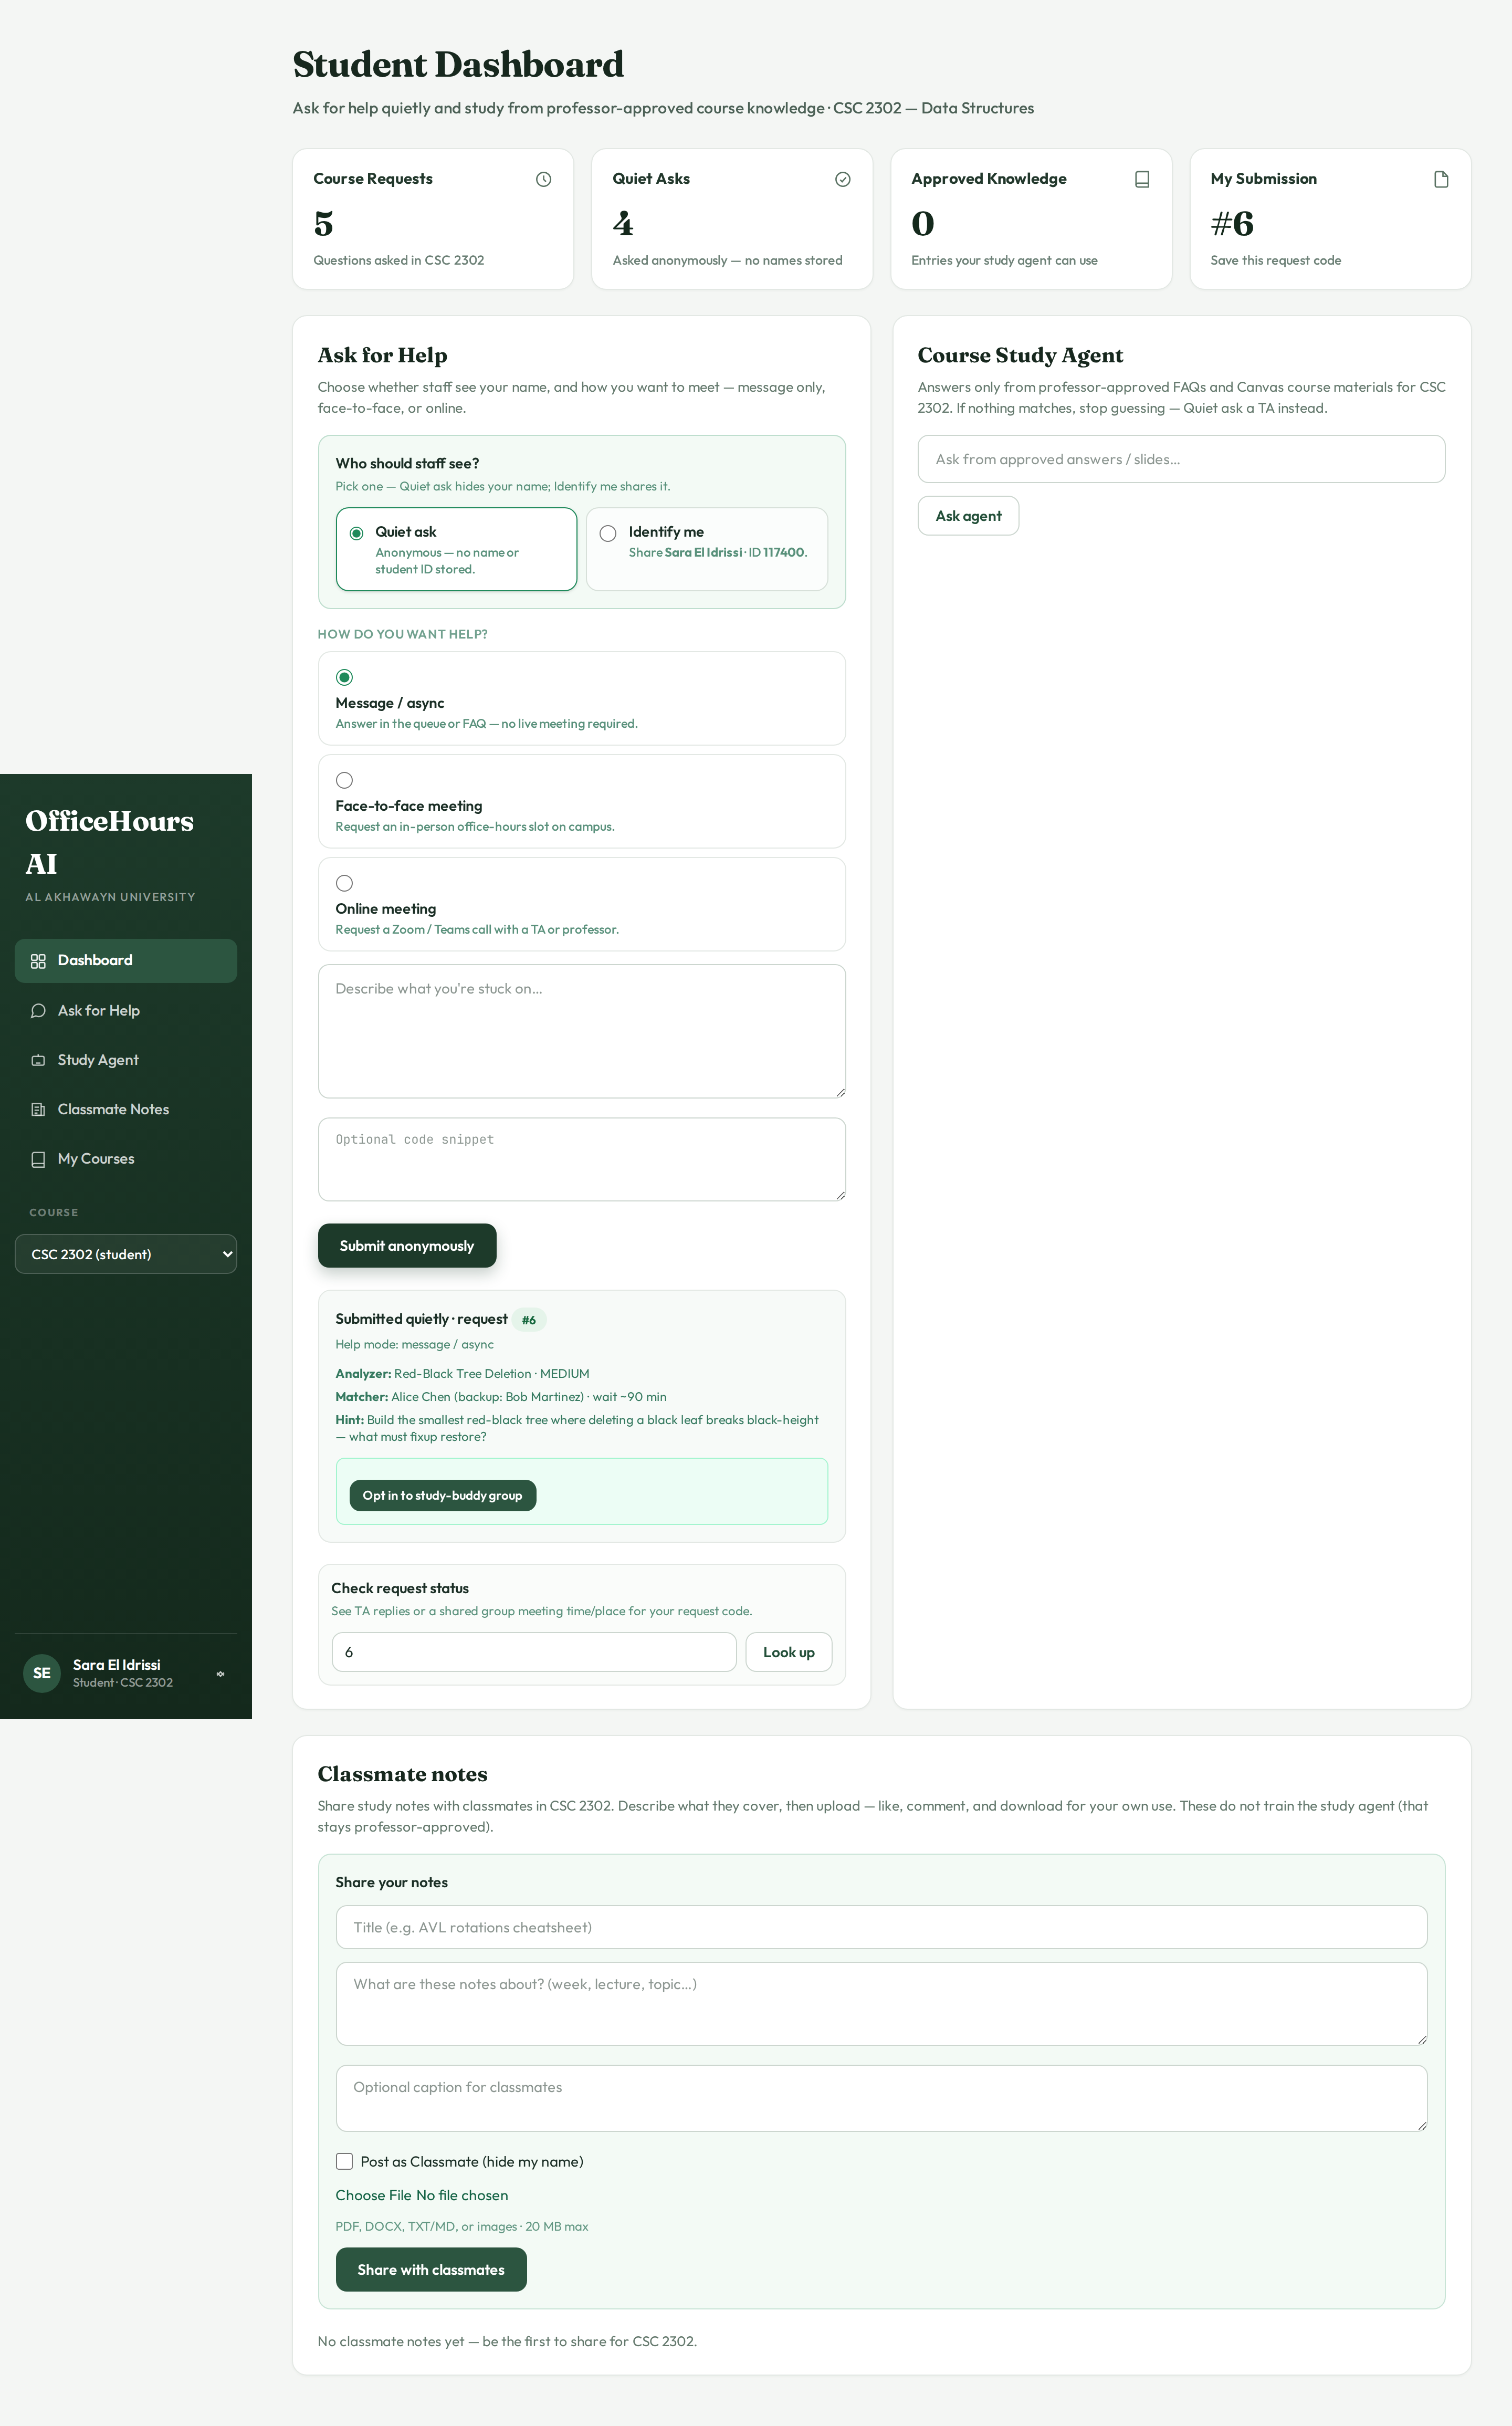 Student Dashboard
Ask for help quietly and study from professor-approved course knowledge · CSC 2302 — Data Structures
Course Requests
5
Questions asked in CSC 2302
Quiet Asks
4
Asked anonymously — no names stored
Approved Knowledge
0
Entries your study agent can use
My Submission
#6
Save this request code
Ask for Help
Choose whether staff see your name, and how you want to meet — message only,
face-to-face, or online.
Who should staff see?
Pick one — Quiet ask hides your name; Identify me shares it.
Quiet ask
Anonymous — no name or
student ID stored.
Identify me
Share Sara El Idrissi · ID 117400.
HOW DO YOU WANT HELP?
Message / async
Answer in the queue or FAQ — no live meeting required.
Face-to-face meeting
Request an in-person office-hours slot on campus.
Online meeting
Request a Zoom / Teams call with a TA or professor.
Describe what you're stuck on…
Optional code snippet
Submit anonymously
Submitted quietly · request #6
Help mode: message / async
Analyzer: Red-Black Tree Deletion · MEDIUM
Matcher: Alice Chen (backup: Bob Martinez) · wait ~90 min
Hint: Build the smallest red-black tree where deleting a black leaf breaks black-height
— what must fixup restore?
Opt in to study-buddy group
Check request status
See TA replies or a shared group meeting time/place for your request code.
6
Look up
Course Study Agent
Answers only from professor-approved FAQs and Canvas course materials for CSC
2302. If nothing matches, stop guessing — Quiet ask a TA instead.
Ask from approved answers / slides…
Ask agent
OfficeHours
AI
AL AKHAWAYN UNIVERSITY
Dashboard
Ask for Help
Study Agent
Classmate Notes
My Courses
COURSE
CSC 2302 (student)
SE
Sara El Idrissi
Student · CSC 2302
Classmate notes
Share study notes with classmates in CSC 2302. Describe what they cover, then upload — like, comment, and download for your own use. These do not train the study agent (that
stays professor-approved).
Share your notes
Title (e.g. AVL rotations cheatsheet)
What are these notes about? (week, lecture, topic…)
Optional caption for classmates
Post as Classmate (hide my name)
Choose File No file chosen
PDF, DOCX, TXT/MD, or images · 20 MB max
Share with classmates
No classmate notes yet — be the first to share for CSC 2302.